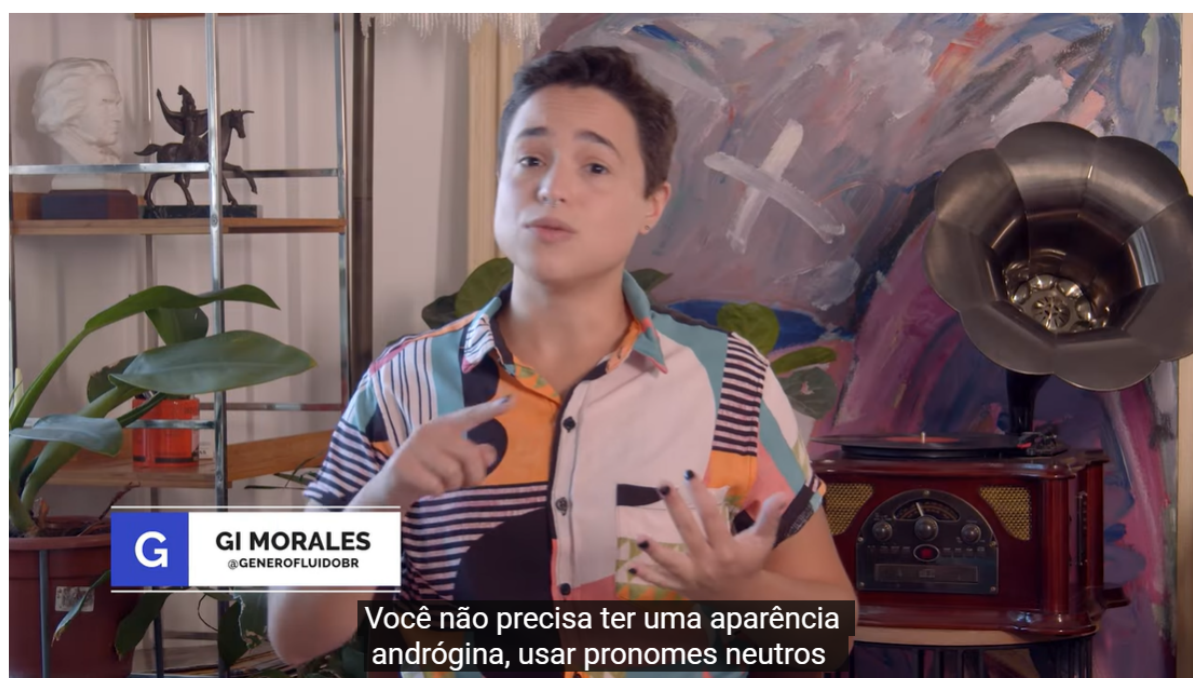 G
GI MORALES
@GENEROFLUIDOBR
Você não precisa ter uma aparência
andrógina, usar pronomes neutros